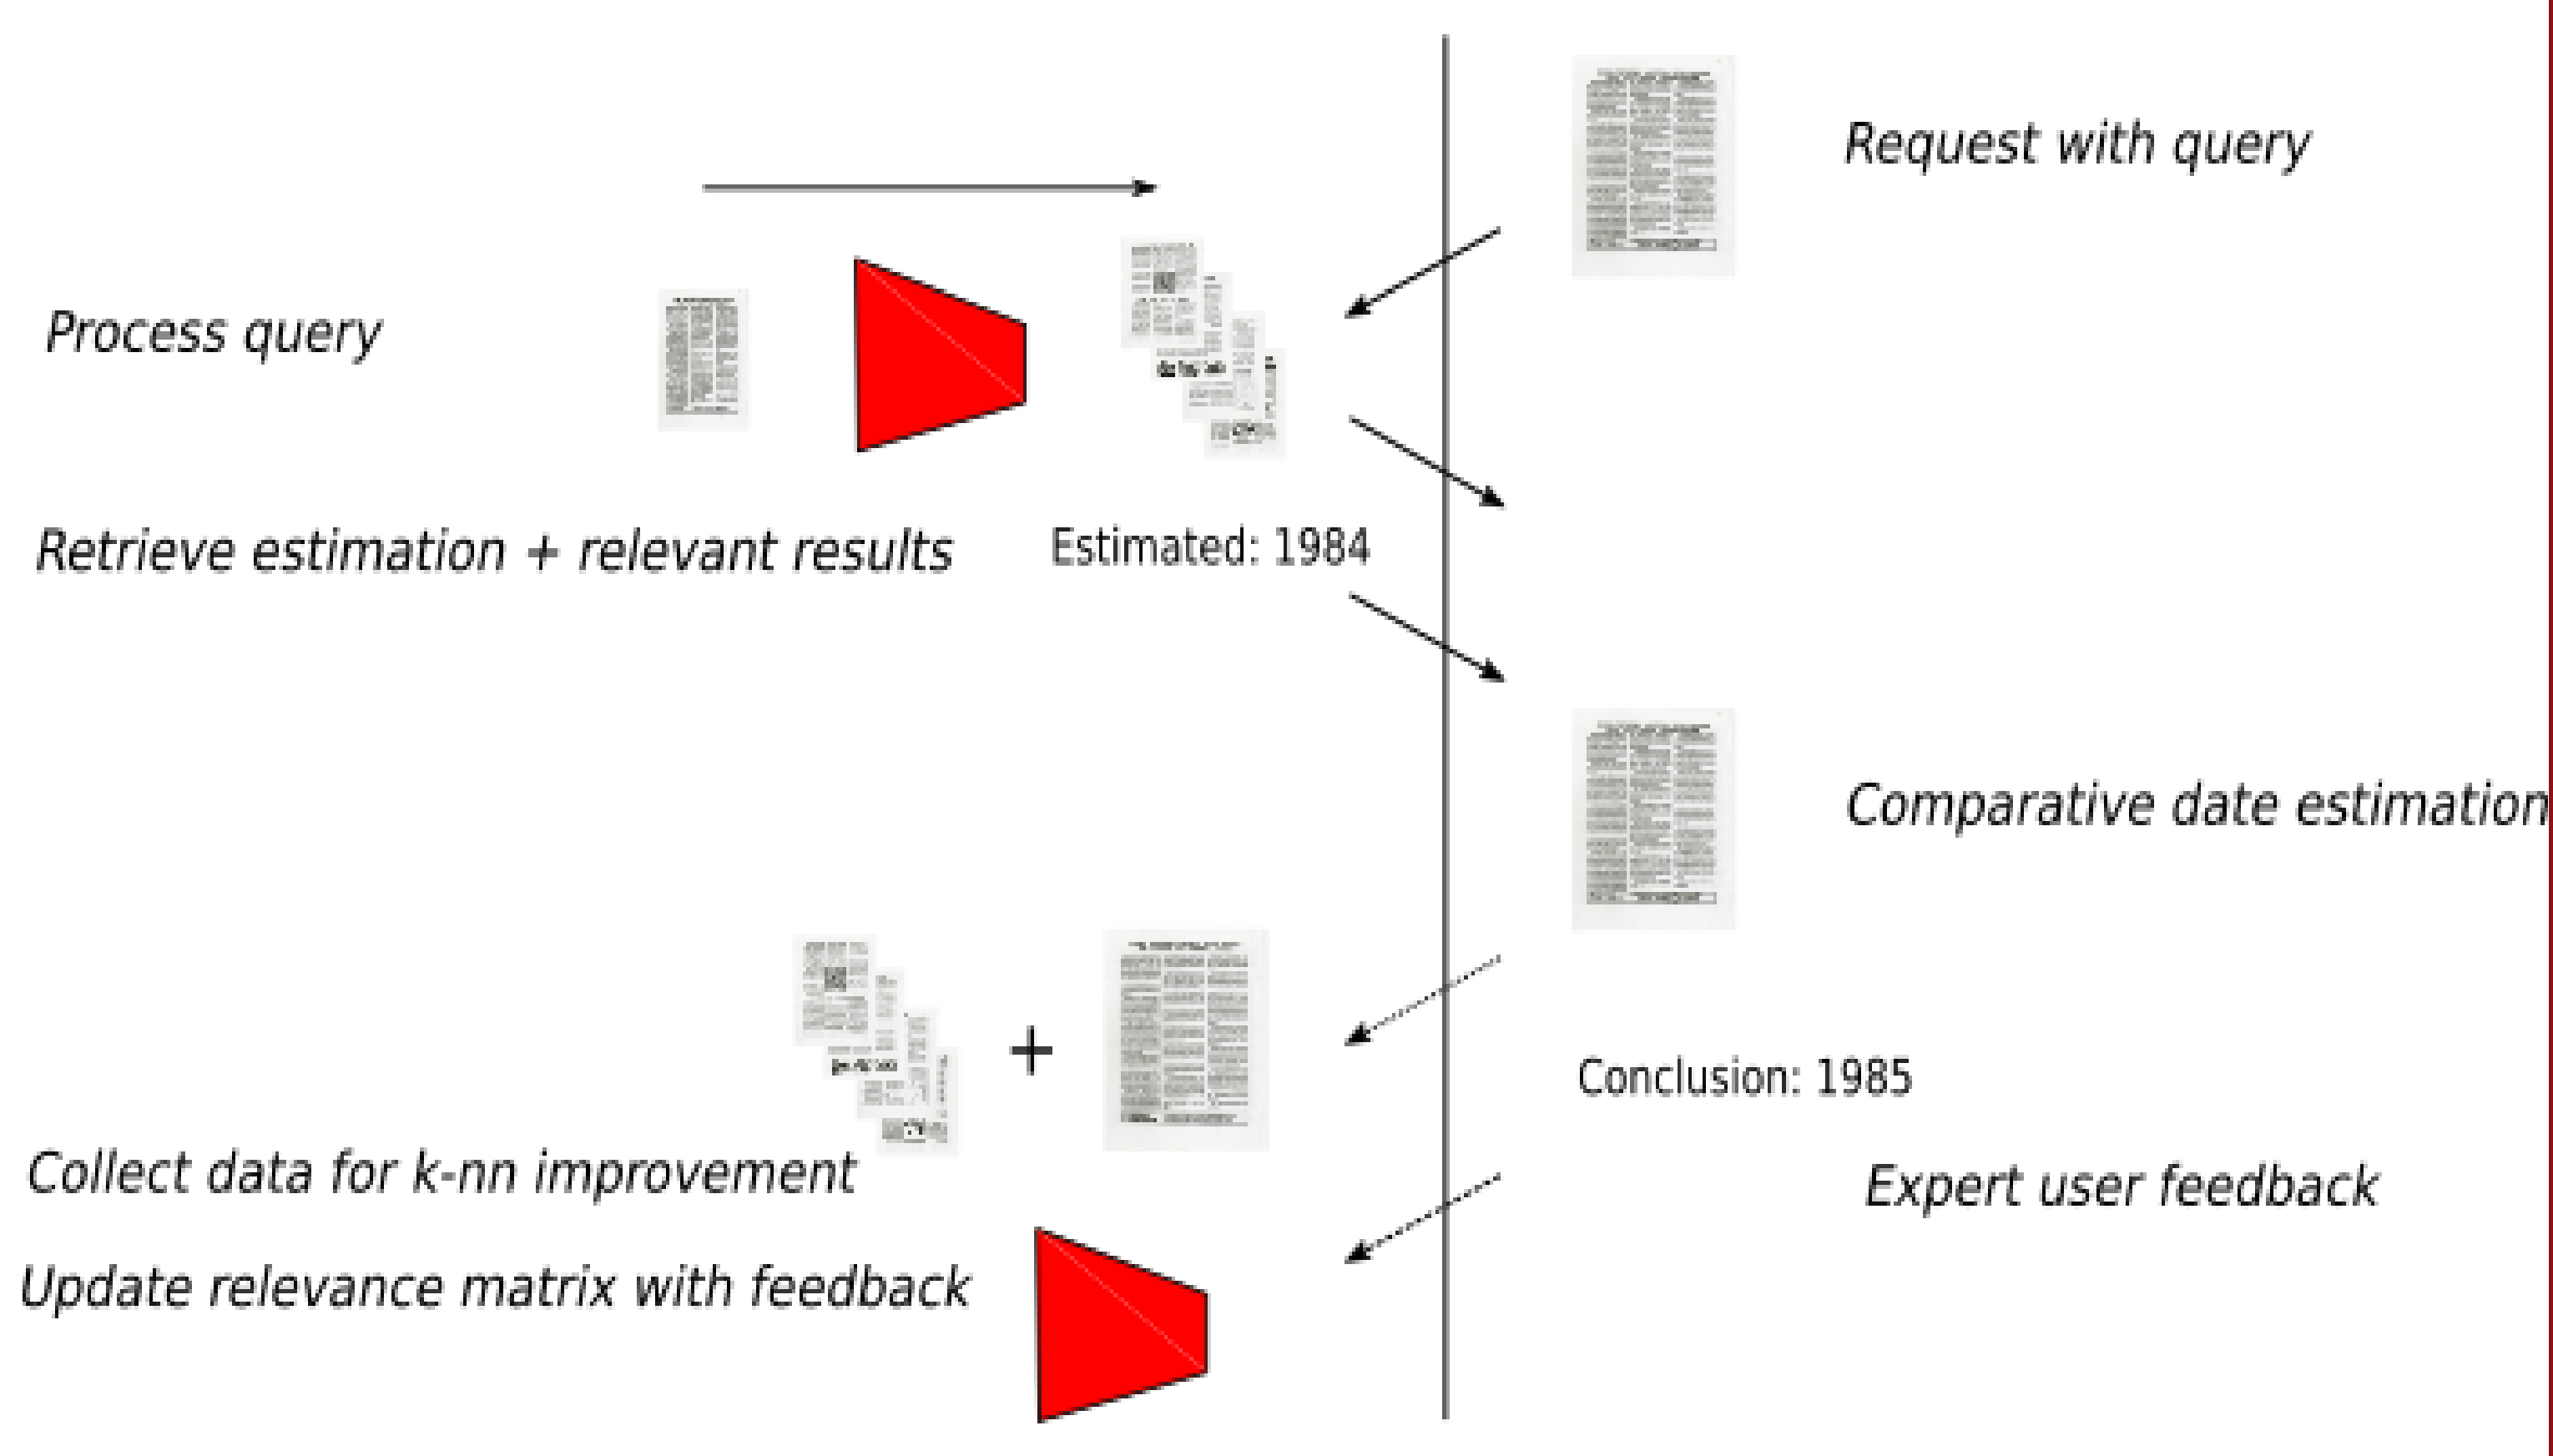 Request with query
Process query
Retrieve estimation + relevant results
Estimated: 1984
Comparative date estimation
+
Conclusion: 1985
Collect data for k-nn improvement
Expert user feedback
Update relevance matrix with feedback